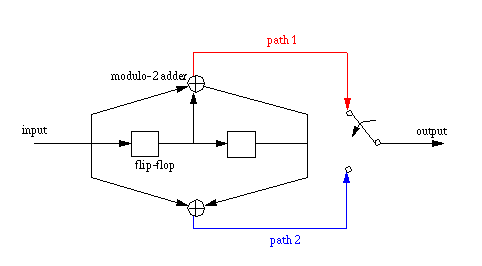 path 1
modulo-2 adder
input
output
flip-flop
path 2